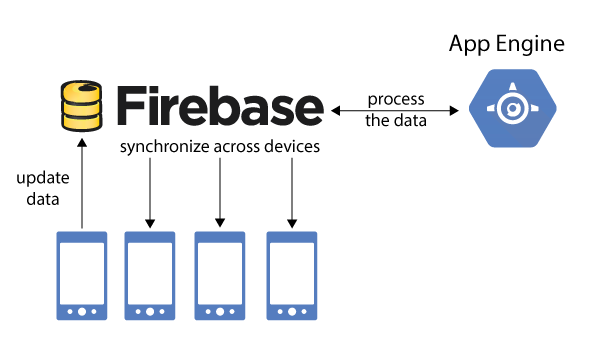 App Engine
Firebase
process
the data
synchronize across devices
update
data